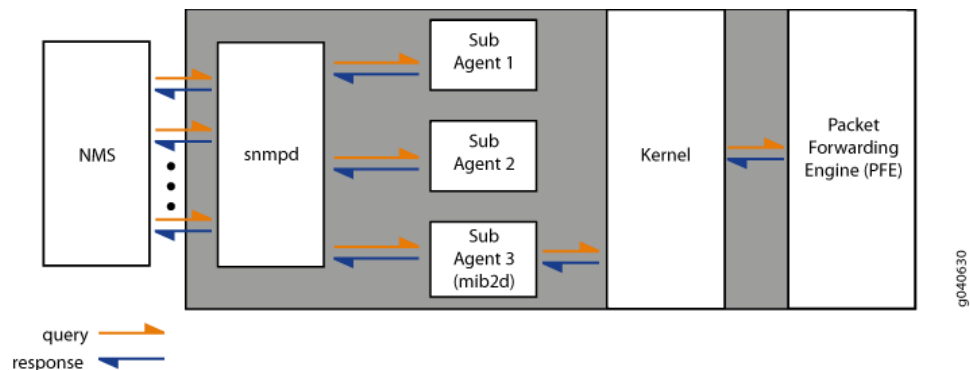 NMS
snmpd
Sub
Agent 1
Sub
Agent 2
Sub
Agent 3
(mib2d)
Kernel
Packet
Forwarding
Engine (PFE)
g040630
query
response